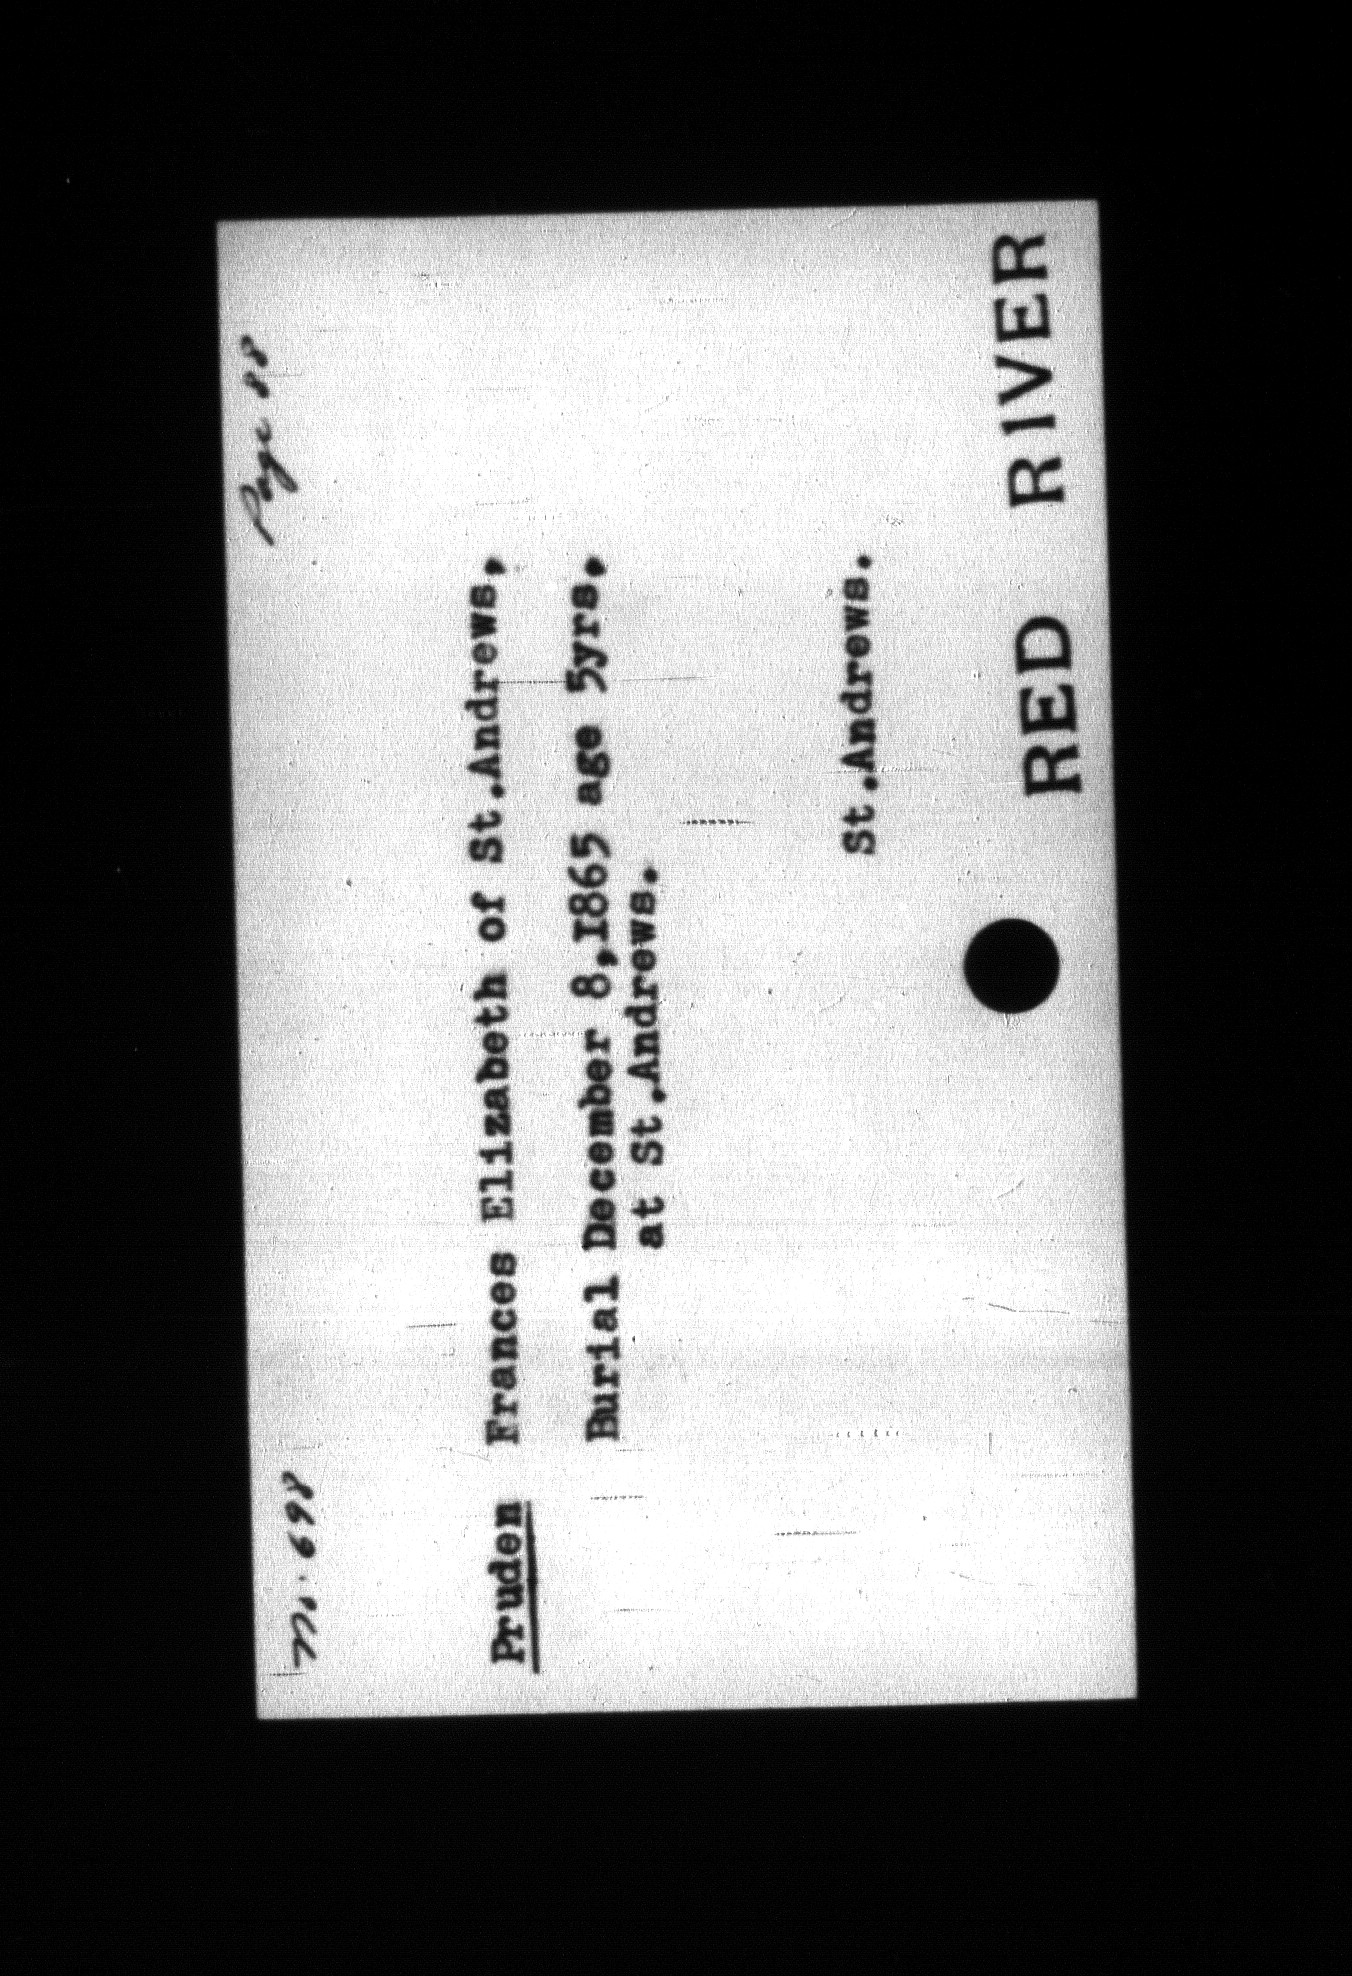 No. 698 Page 88
Pruden Frances Elizabeth of St.Andrews,
Burial December 8,1865 age 5yrs.
at St.Andrews.
St.Andrews.
RED RIVER